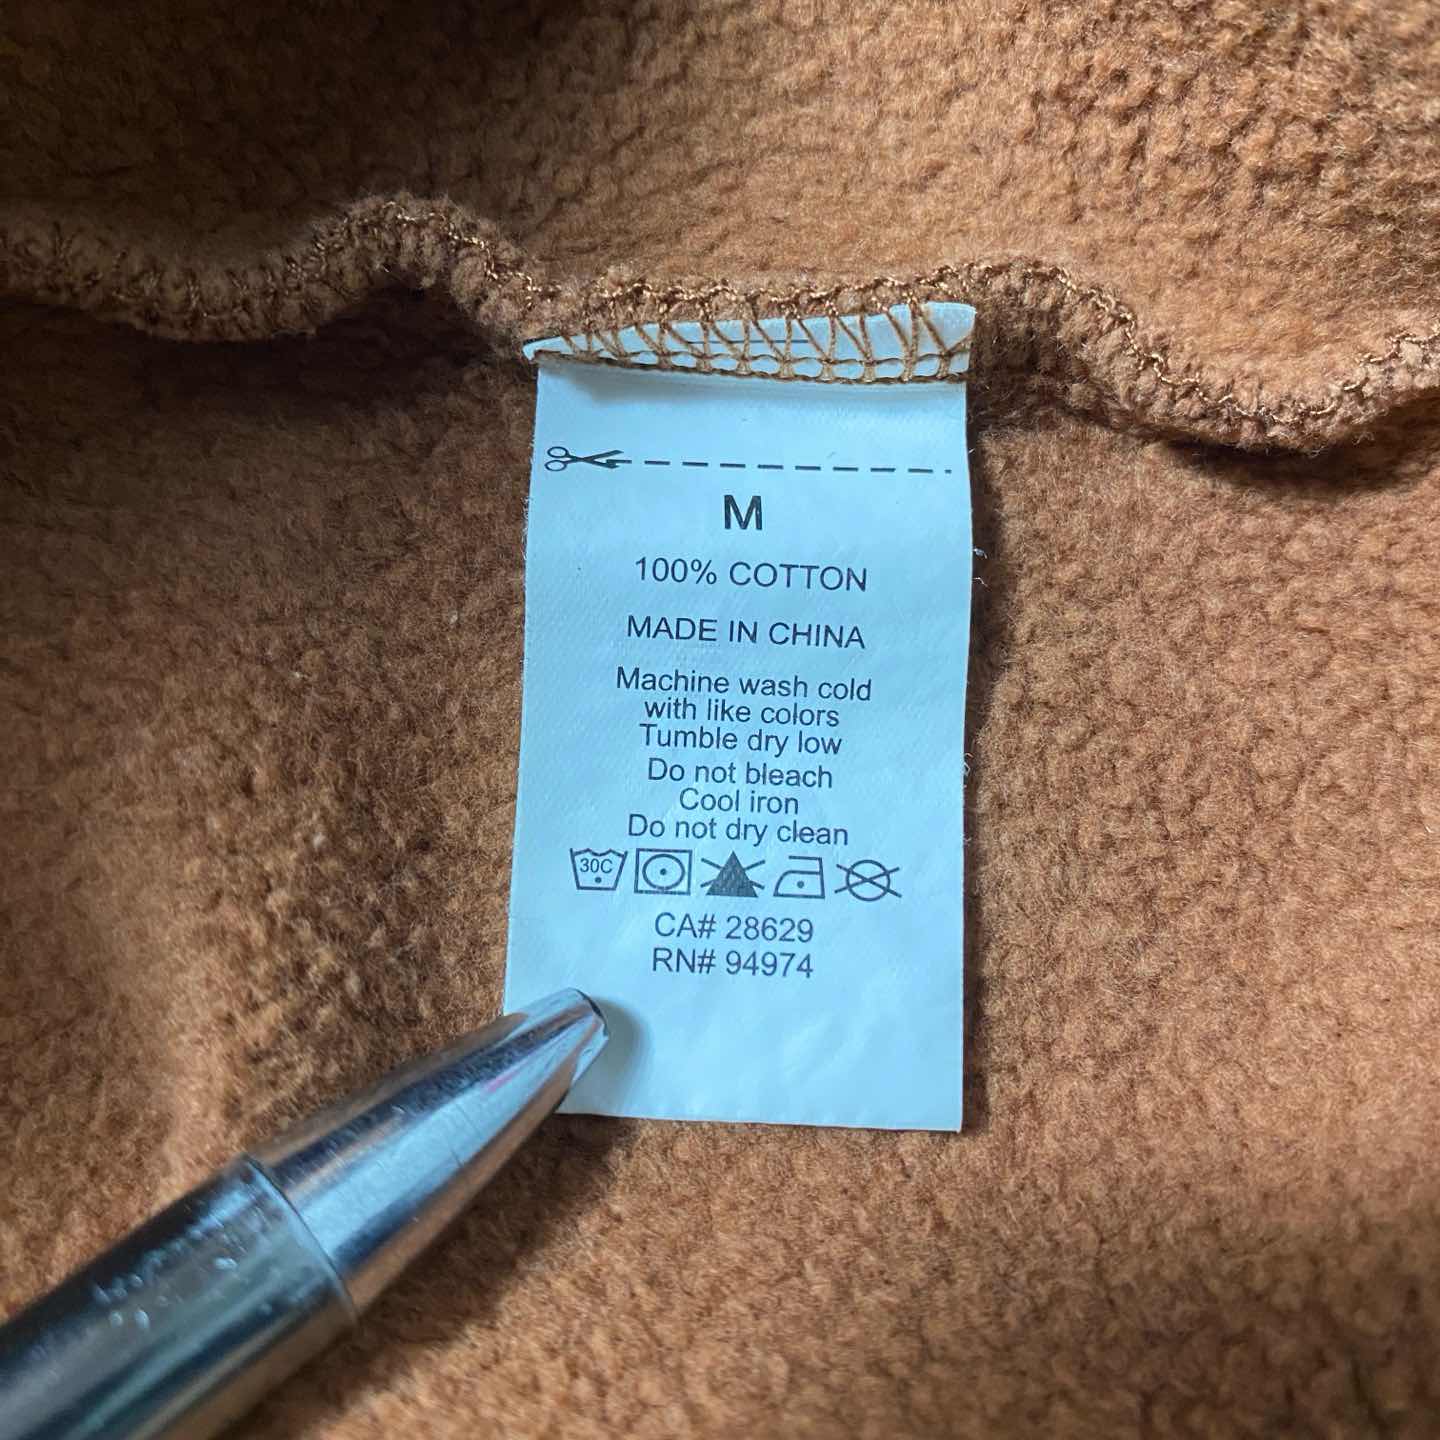 M
100% COTTON
MADE IN CHINA
Machine wash cold
with like colors
Tumble dry low
Do not bleach
Cool iron
Do not dry clean
30C
CA# 28629
RN# 94974